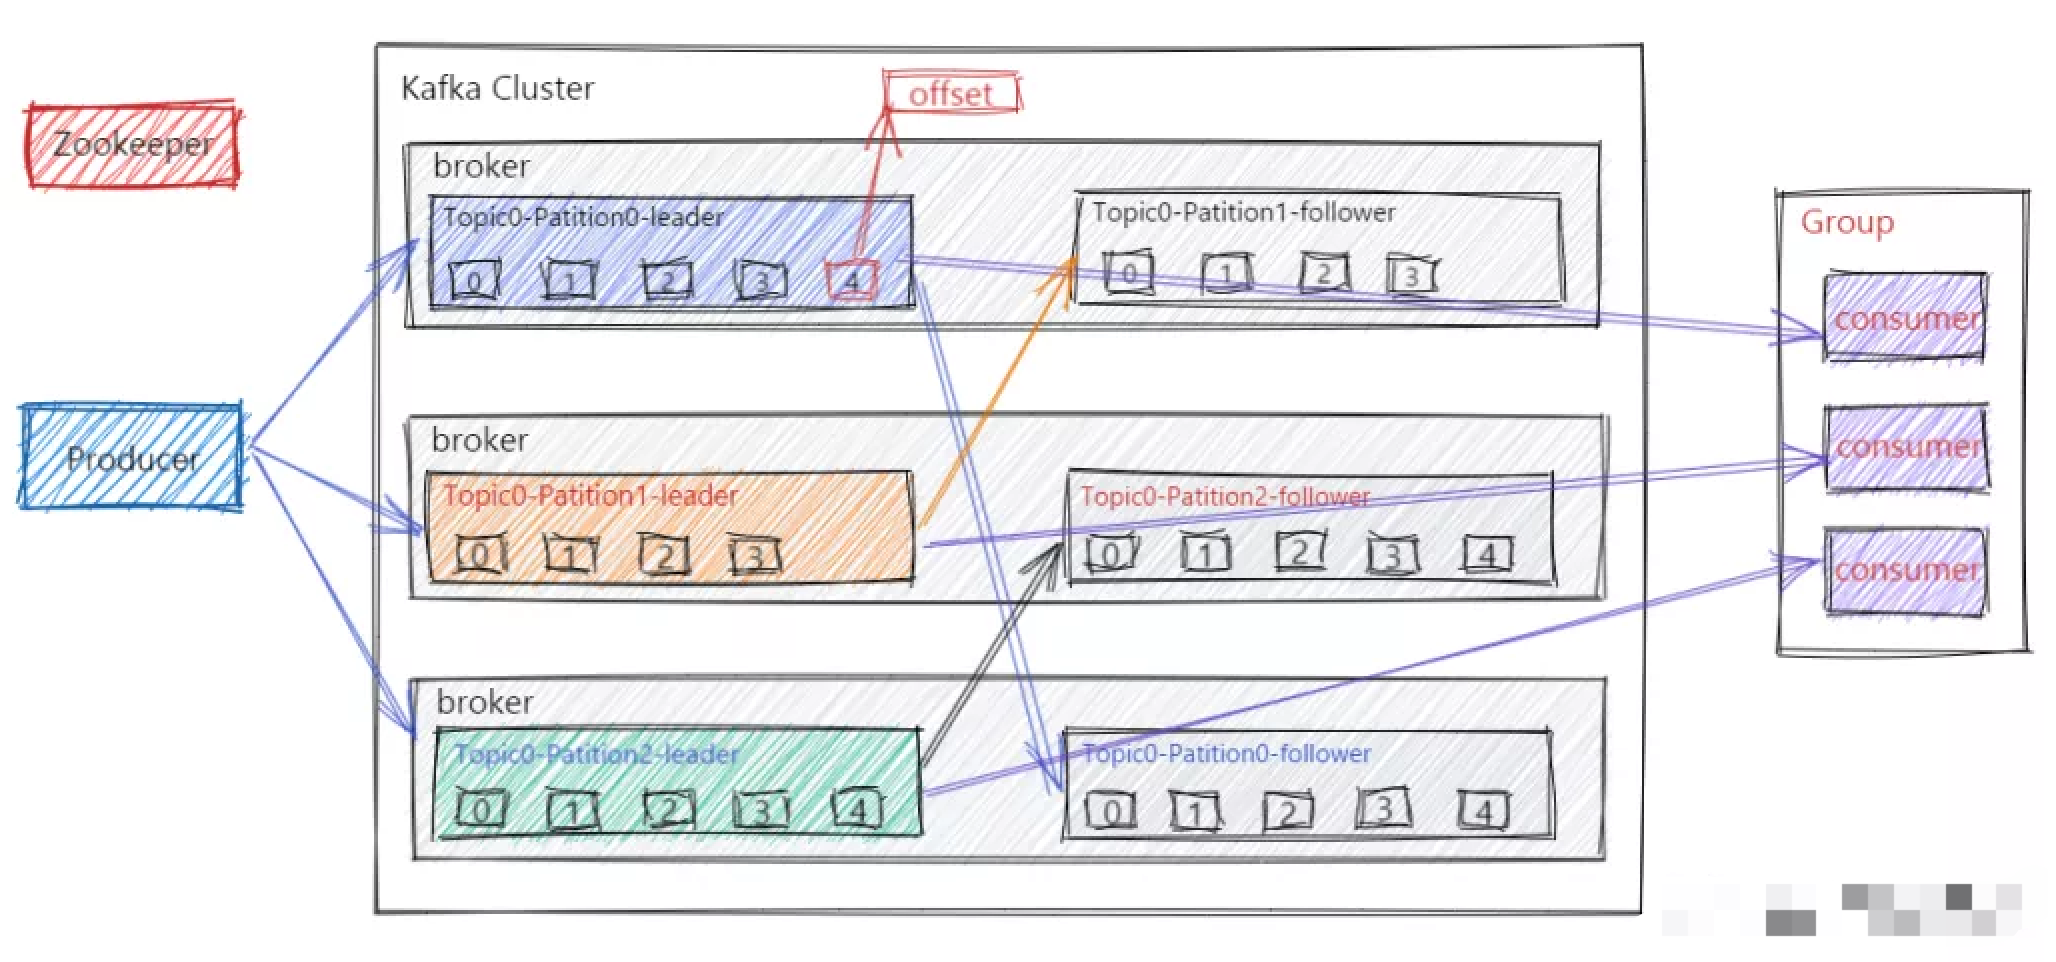 Zookeeper
Producer
Kafka Cluster
offset
broker
Topic0-Patition0-leader
0 1 2 3 4
Topic0-Patition1-follower
0 1 2 3
broker
Topic0-Patition1-leader
0 1 2 3
Topic0-Patition2-follower
0 1 2 3 4
broker
Topic0-Patition2-leader
0 1 2 3 4
Topic0-Patition0-follower
0 1 2 3 4
Group
consumer
consumer
consumer